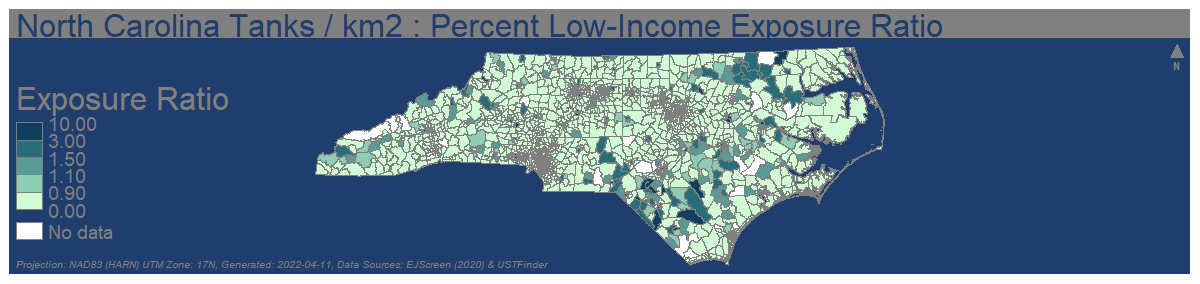 North Carolina Tanks / km2 : Percent Low-Income Exposure Ratio
N
Exposure Ratio
10.00
3.00
1.50
1.10
0.90
0.00
No data
Projection: NAD83 (HARN) UTM Zone: 17N, Generated: 2022-04-11, Data Sources: EJScreen (2020) & USTFinder